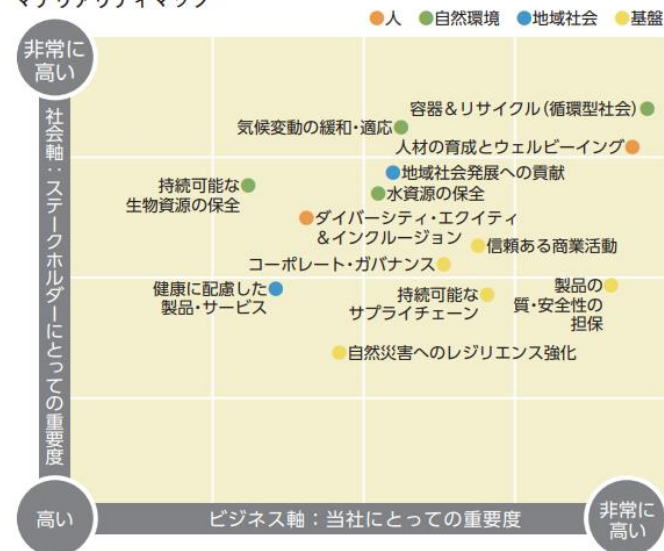 マテリアリティマップ
●人 ●自然環境 ●地域社会 ●基盤
非常に
高い
社会軸：ステークホルダーにとっての重要度
容器&リサイクル(循環型社会)
気候変動の緩和・適応
人材の育成とウェルビーイング
地域社会発展への貢献
持続可能な
生物資源の保全
水資源の保全
ダイバーシティ・エクイティ
&インクルージョン
信頼ある商業活動
コーポレート・ガバナンス
健康に配慮した
製品・サービス
持続可能な
サプライチェーン
製品の
質・安全性の
担保
自然災害へのレジリエンス強化
高い
ビジネス軸：当社にとっての重要度
非常に
高い